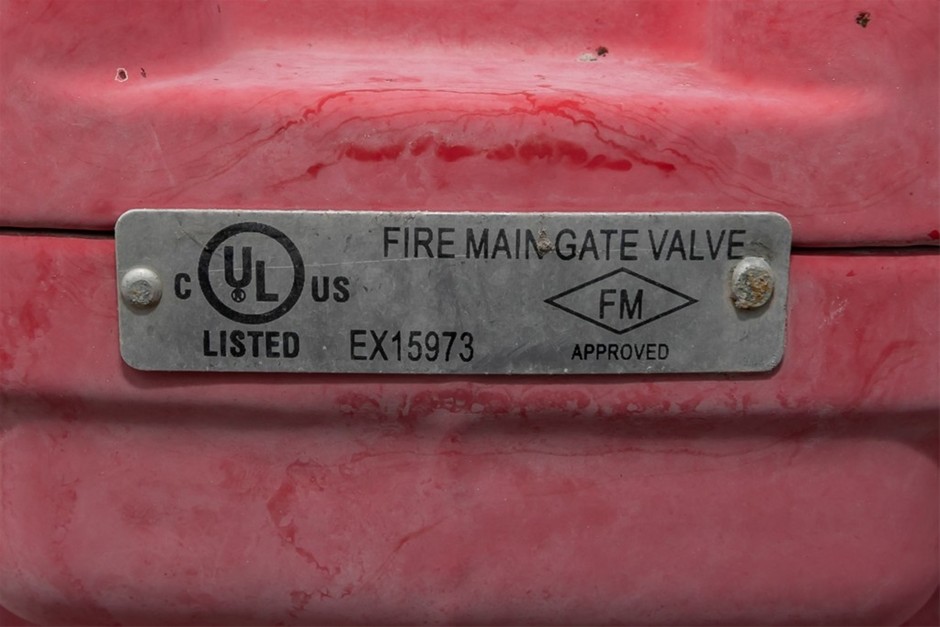 FIRE MAIN GATE VALVE
C UL® US
FM
LISTED
EX15973
APPROVED